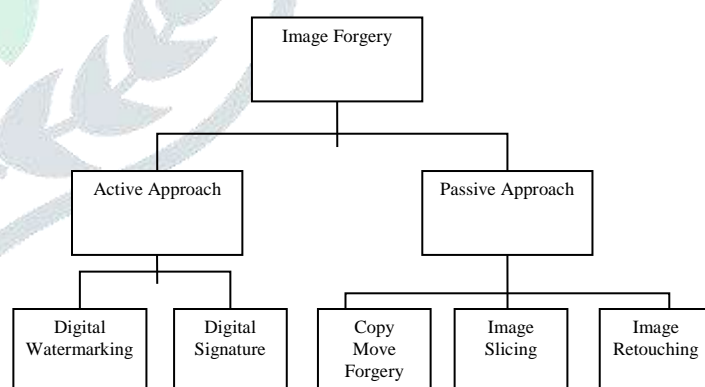 Image Forgery
Active Approach
Passive Approach
Digital
Watermarking
Digital
Signature
Copy
Move
Forgery
Image
Slicing
Image
Retouching